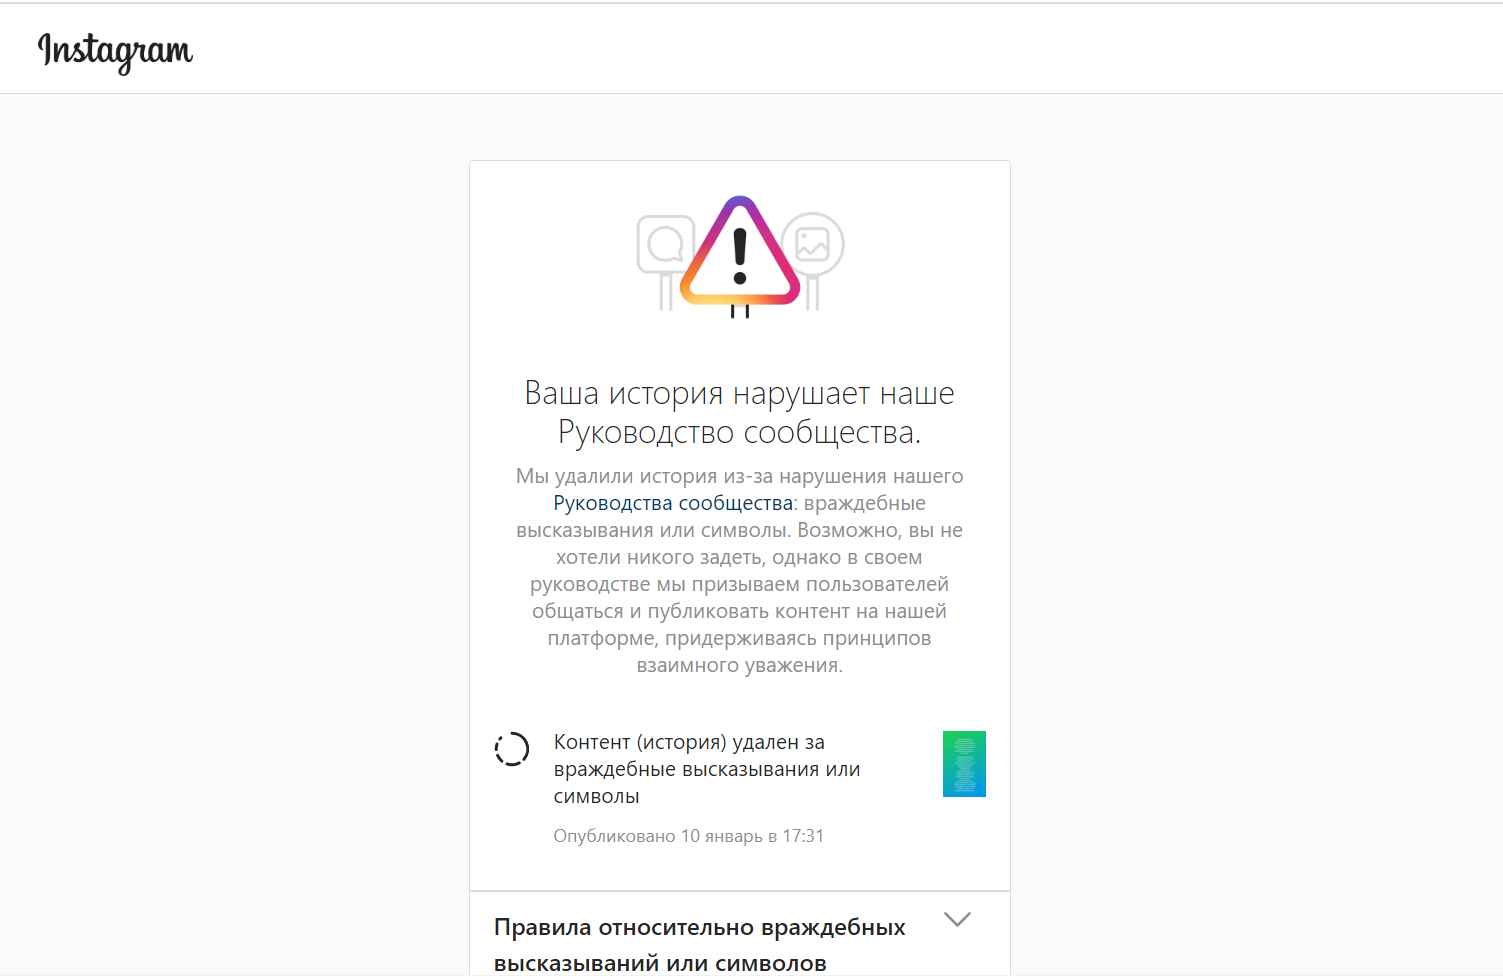 Instagram
Ваша история нарушает наше
Руководство сообщества.
Мы удалили история из-за нарушения нашего
Руководства сообщества: враждебные
высказывания или символы. Возможно, вы не
хотели никого задеть, однако в своем
руководстве мы призываем пользователей
общаться и публиковать контент на нашей
платформе, придерживаясь принципов
взаимного уважения.
Контент (история) удален за
враждебные высказывания или
символы
Опубликовано 10 январь в 17:31
Правила относительно враждебных
высказываний или символов